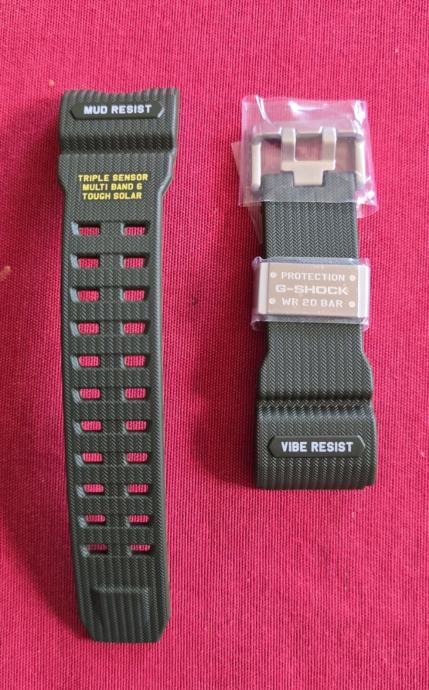 MUD RESIST
TRIPLE SENSOR
MULTI BAND 6
TOUGH SOLAR
PROTECTION
G-SHOCK
WR 20 BAR
VIBE RESIST